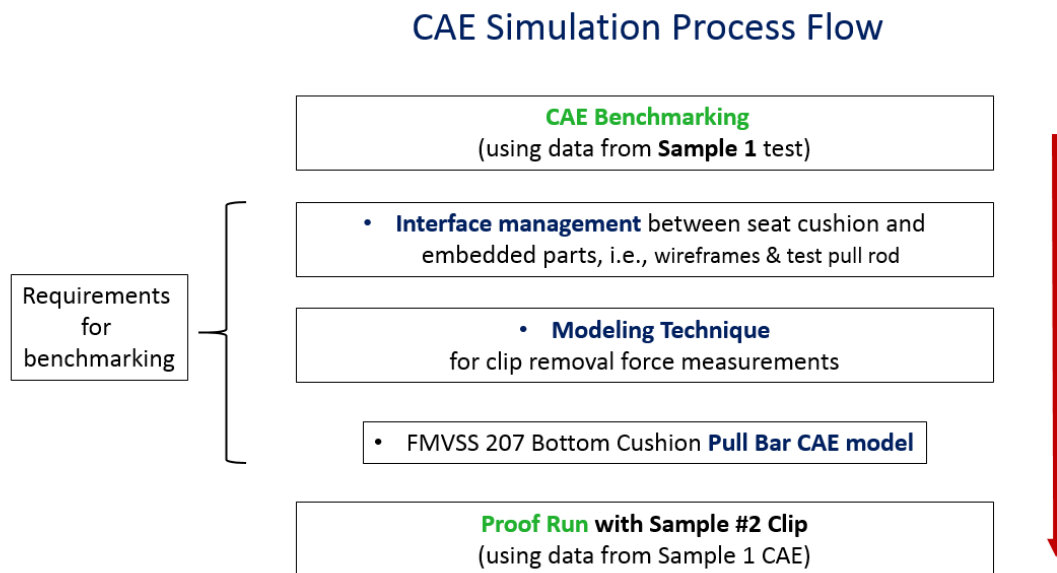 CAE Simulation Process Flow
CAE Benchmarking
(using data from Sample 1 test)
• Interface management between seat cushion and
embedded parts, i.e., wireframes & test pull rod
Requirements
for
benchmarking
• Modeling Technique
for clip removal force measurements
• FMVSS 207 Bottom Cushion Pull Bar CAE model
Proof Run with Sample #2 Clip
(using data from Sample 1 CAE)